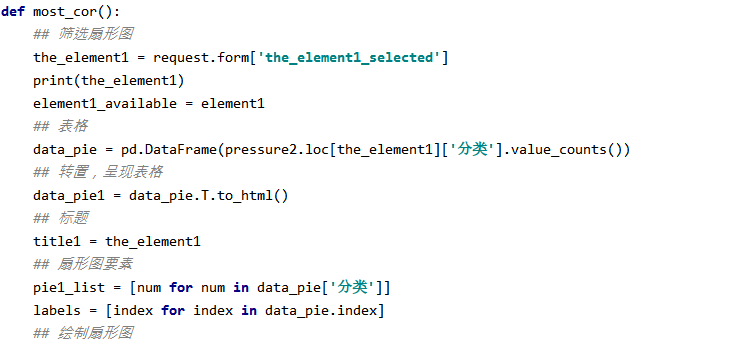 def most_cor():
    ## 筛选扇形图
    the_element1 = request.form['the_element1_selected']
    print(the_element1)
    element1_available = element1
    ## 表格
    data_pie = pd.DataFrame(pressure2.loc[the_element1]['分类'].value_counts())
    ## 转置，呈现表格
    data_pie1 = data_pie.T.to_html()
    ## 标题
    title1 = the_element1
    ## 扇形图要素
    pie1_list = [num for num in data_pie['分类']]
    labels = [index for index in data_pie.index]
    ## 绘制扇形图